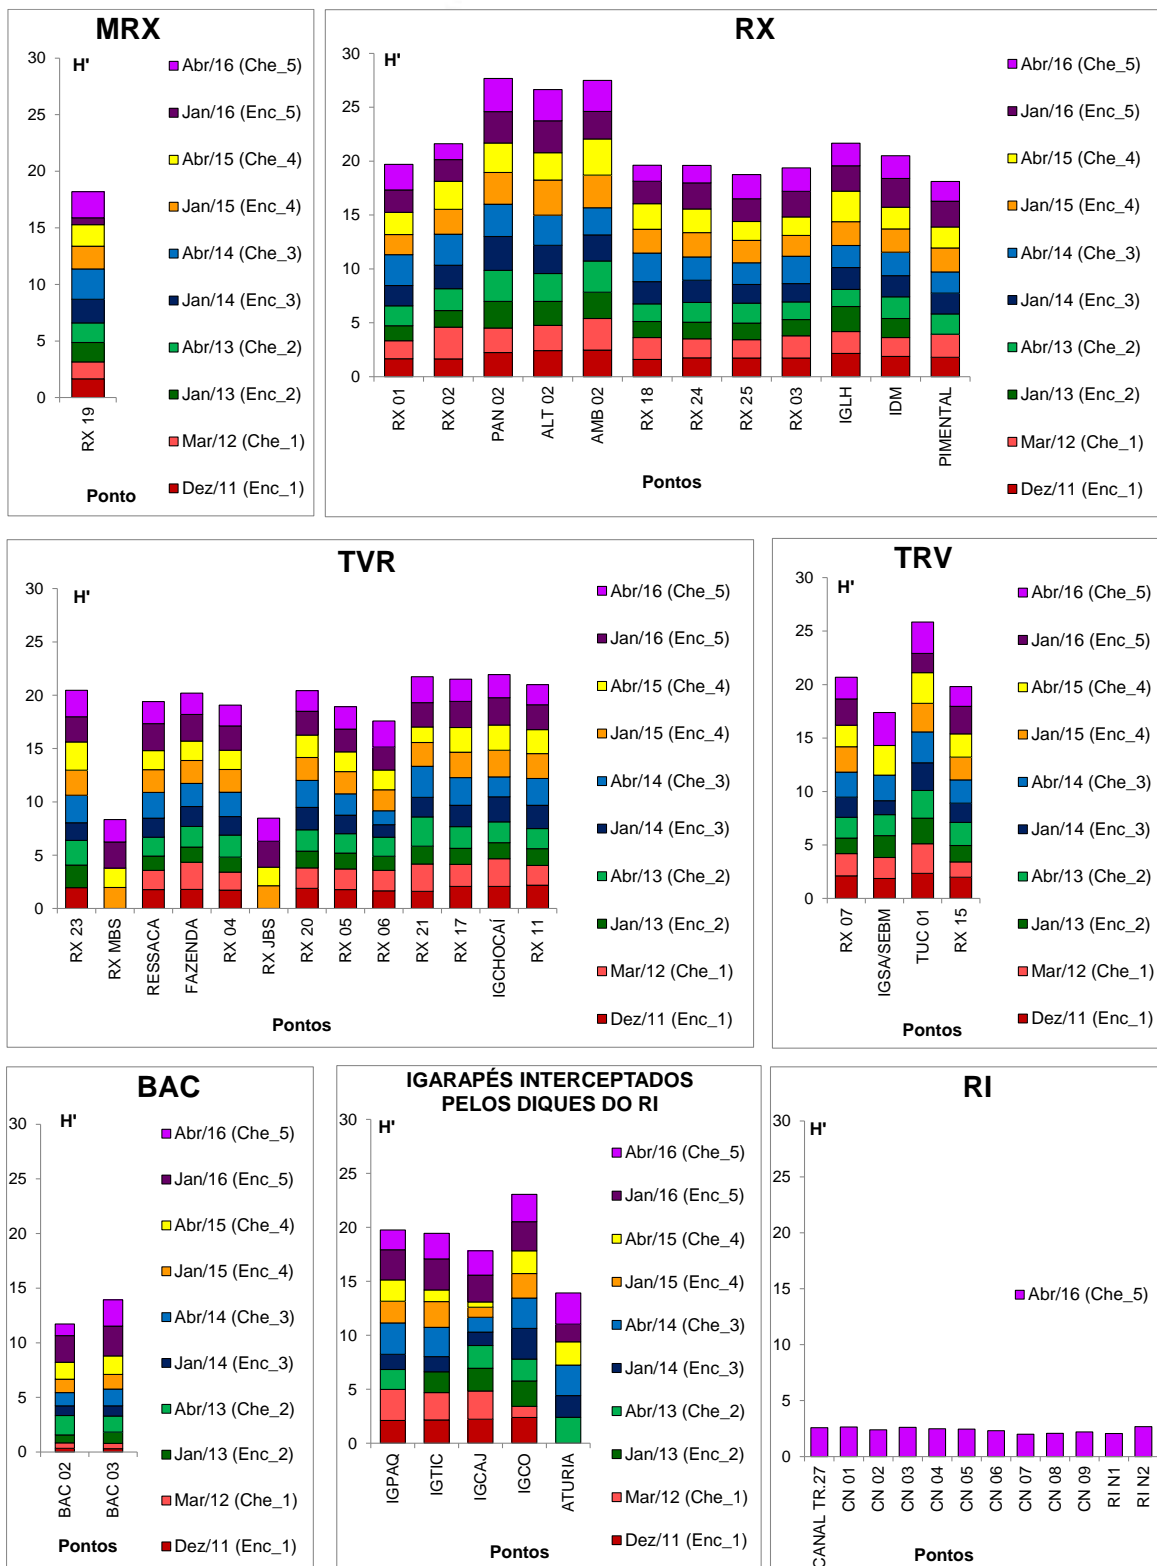 MRX
H'
30
25
20
15
10
5
0
RX 19
Ponto
Abr/16 (Che_5)
Jan/16 (Enc_5)
Abr/15 (Che_4)
Jan/15 (Enc_4)
Abr/14 (Che_3)
Jan/14 (Enc_3)
Abr/13 (Che_2)
Jan/13 (Enc_2)
Mar/12 (Che_1)
Dez/11 (Enc_1)
RX
H'
30
25
20
15
10
5
0
RX 01
RX 02
PAN 02
ALT 02
AMB 02
RX 18
RX 24
RX 25
RX 03
IGLH
IDM
PIMENTAL
Pontos
Abr/16 (Che_5)
Jan/16 (Enc_5)
Abr/15 (Che_4)
Jan/15 (Enc_4)
Abr/14 (Che_3)
Jan/14 (Enc_3)
Abr/13 (Che_2)
Jan/13 (Enc_2)
Mar/12 (Che_1)
Dez/11 (Enc_1)
TVR
H'
30
25
20
15
10
5
0
RX 23
RX MBS
RESSACA
FAZENDA
RX 04
RX JBS
RX 20
RX 05
RX 06
RX 21
RX 17
IGCHOCAÍ
RX 11
Pontos
Abr/16 (Che_5)
Jan/16 (Enc_5)
Abr/15 (Che_4)
Jan/15 (Enc_4)
Abr/14 (Che_3)
Jan/14 (Enc_3)
Abr/13 (Che_2)
Jan/13 (Enc_2)
Mar/12 (Che_1)
Dez/11 (Enc_1)
TRV
H'
30
25
20
15
10
5
0
RX 07
IGSA/SEBM
TUC 01
RX 15
Pontos
Abr/16 (Che_5)
Jan/16 (Enc_5)
Abr/15 (Che_4)
Jan/15 (Enc_4)
Abr/14 (Che_3)
Jan/14 (Enc_3)
Abr/13 (Che_2)
Jan/13 (Enc_2)
Mar/12 (Che_1)
Dez/11 (Enc_1)
BAC
H'
30
25
20
15
10
5
0
BAC 02
BAC 03
Pontos
Abr/16 (Che_5)
Jan/16 (Enc_5)
Abr/15 (Che_4)
Jan/15 (Enc_4)
Abr/14 (Che_3)
Jan/14 (Enc_3)
Abr/13 (Che_2)
Jan/13 (Enc_2)
Mar/12 (Che_1)
Dez/11 (Enc_1)
IGARAPÉS INTERCEPTADOS
PELOS DIQUES DO RI
H'
30
25
20
15
10
5
0
IGPAQ
IGTIC
IGCAJ
IGCO
ATURIA
Pontos
Abr/16 (Che_5)
Jan/16 (Enc_5)
Abr/15 (Che_4)
Jan/15 (Enc_4)
Abr/14 (Che_3)
Jan/14 (Enc_3)
Abr/13 (Che_2)
Jan/13 (Enc_2)
Mar/12 (Che_1)
Dez/11 (Enc_1)
RI
H'
30
25
20
15
10
5
0
CANAL TR.27
CN 01
CN 02
CN 03
CN 04
CN 05
CN 06
CN 07
CN 08
CN 09
RI N1
RI N2
Pontos
Abr/16 (Che_5)